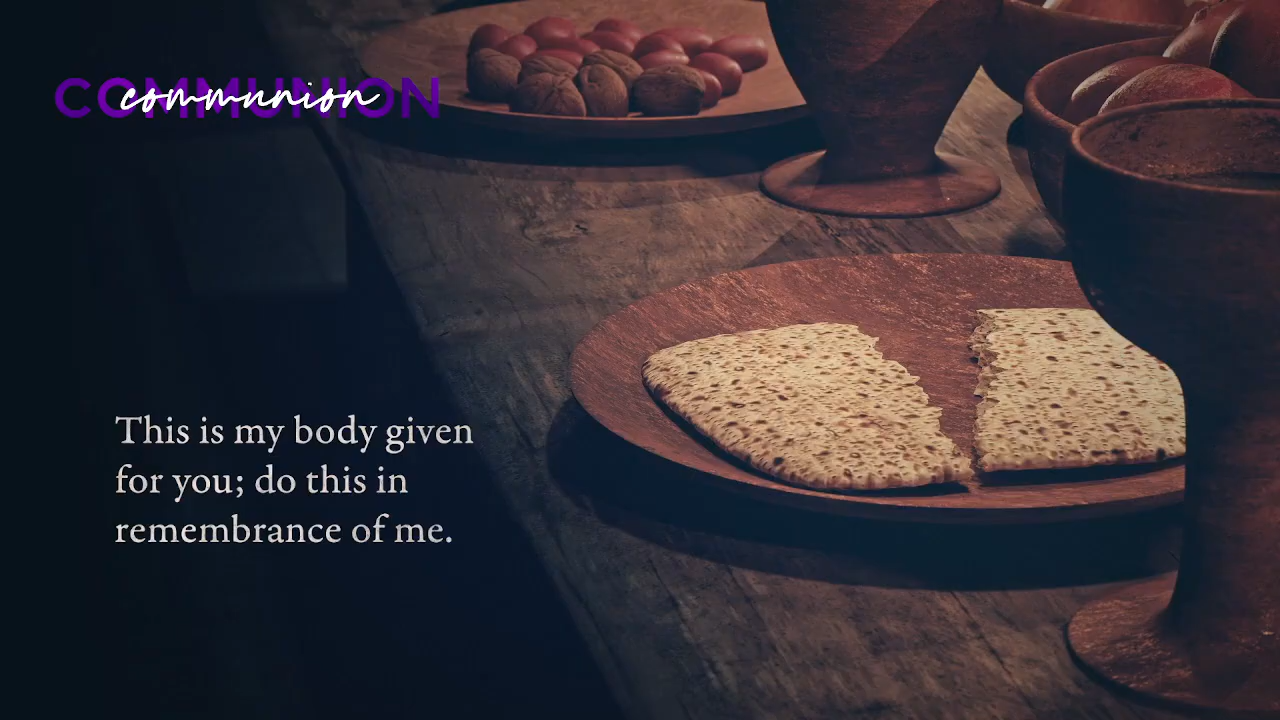 COMMUNION
communion
This is my body given
for you; do this in
remembrance of me.